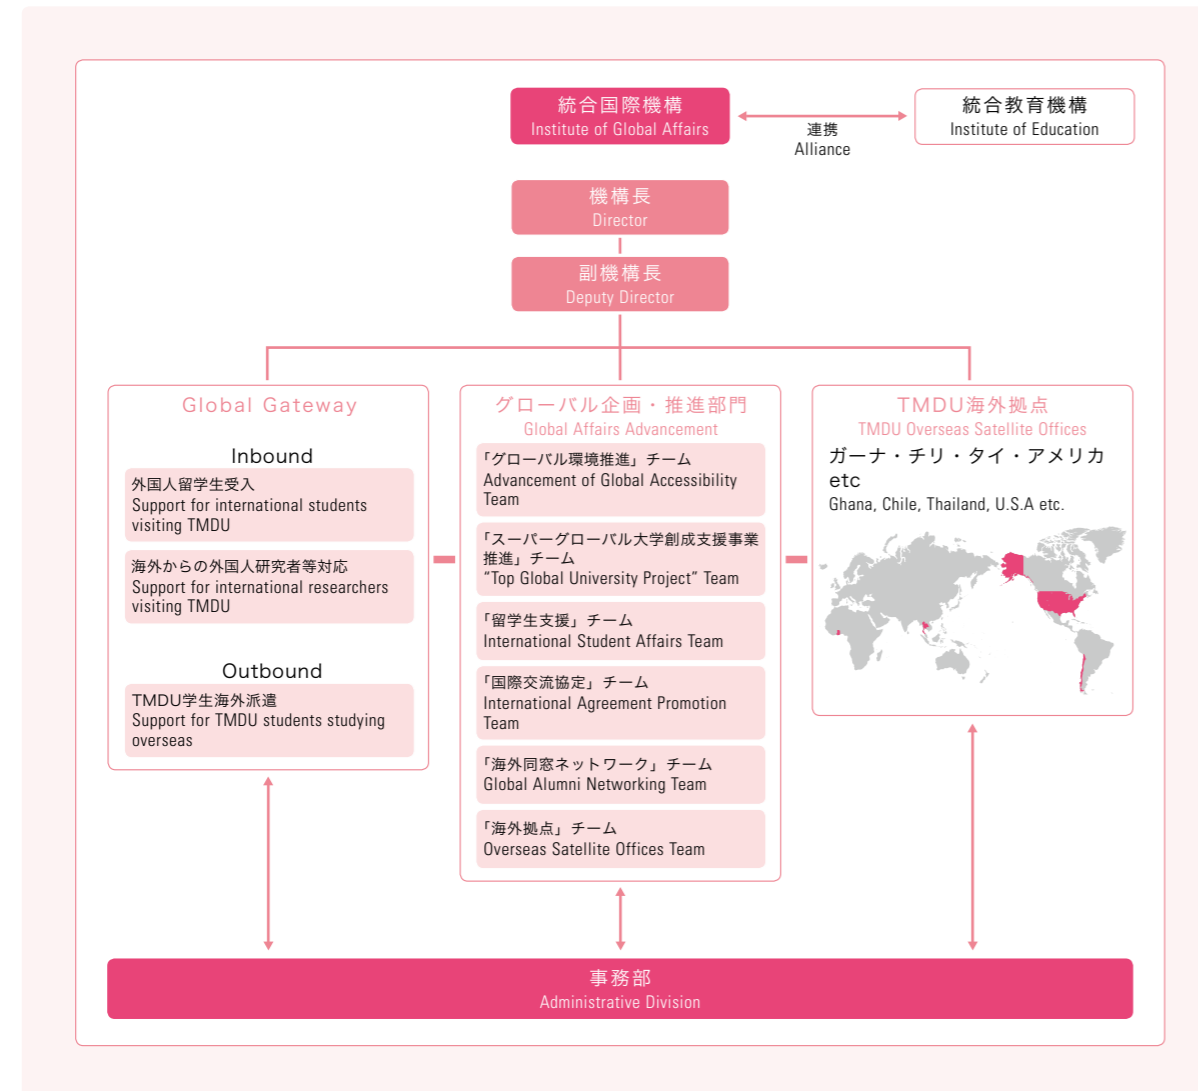 統合国際機構
Institute of Global Affairs
連携
Alliance
統合教育機構
Institute of Education
機構長
Director
副機構長
Deputy Director
Global Gateway
Inbound
外国人留学生受入
Support for international students
visiting TMDU
海外からの外国人研究者等対応
Support for international researchers
visiting TMDU
Outbound
TMDU学生海外派遣
Support for TMDU students studying
overseas
グローバル企画・推進部門
Global Affairs Advancement
「グローバル環境推進」チーム
Advancement of Global Accessibility
Team
「スーパーグローバル大学創成支援事業
推進」チーム
“Top Global University Project” Team
「留学生支援」チーム
International Student Affairs Team
「国際交流協定」チーム
International Agreement Promotion
Team
「海外同窓ネットワーク」チーム
Global Alumni Networking Team
「海外拠点」チーム
Overseas Satellite Offices Team
TMDU海外拠点
TMDU Overseas Satellite Offices
ガーナ・チリ・タイ・アメリカ
etc
Ghana, Chile, Thailand, U.S.A etc.
事務部
Administrative Division